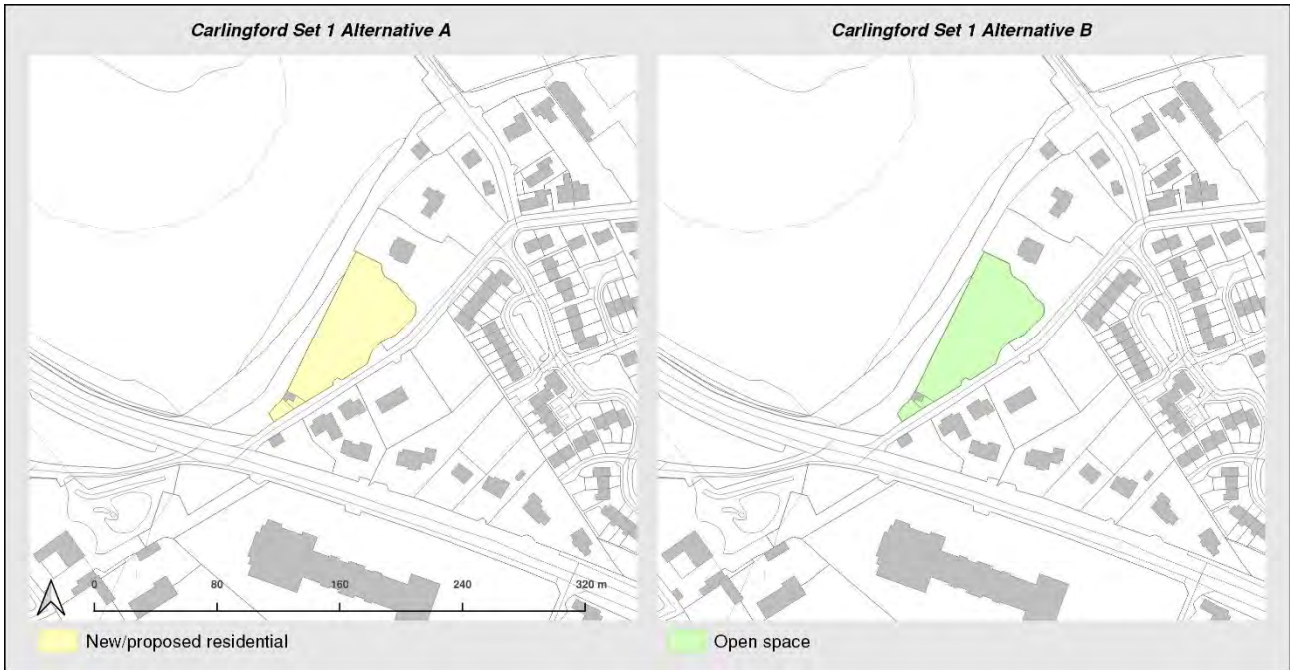 Carlingford Set 1 Alternative A
Carlingford Set 1 Alternative B
0 80 160 240 320 m
New/proposed residential
Open space